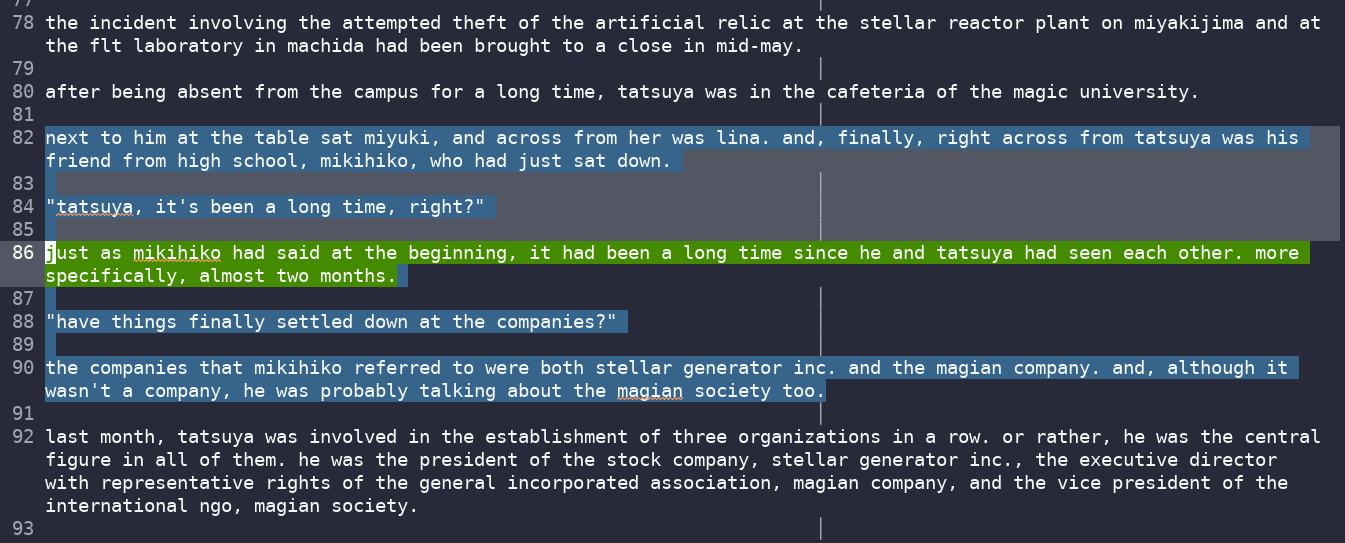 77
78 the incident involving the attempted theft of the artificial relic at the stellar reactor plant on miyakijima and at
the flt laboratory in machida had been brought to a close in mid-may.
79
80 after being absent from the campus for a long time, tatsuya was in the cafeteria of the magic university.
81
82 next to him at the table sat miyuki, and across from her was lina. and, finally, right across from tatsuya was his
friend from high school, mikihiko, who had just sat down.
83
84 "tatsuya, it's been a long time, right?"
85
86 just as mikihiko had said at the beginning, it had been a long time since he and tatsuya had seen each other. more
specifically, almost two months.
87
88 "have things finally settled down at the companies?"
89
90 the companies that mikihiko referred to were both stellar generator inc. and the magian company. and, although it
wasn't a company, he was probably talking about the magian society too.
91
92 last month, tatsuya was involved in the establishment of three organizations in a row. or rather, he was the central
figure in all of them. he was the president of the stock company, stellar generator inc., the executive director
with representative rights of the general incorporated association, magian company, and the vice president of the
international ngo, magian society.
93